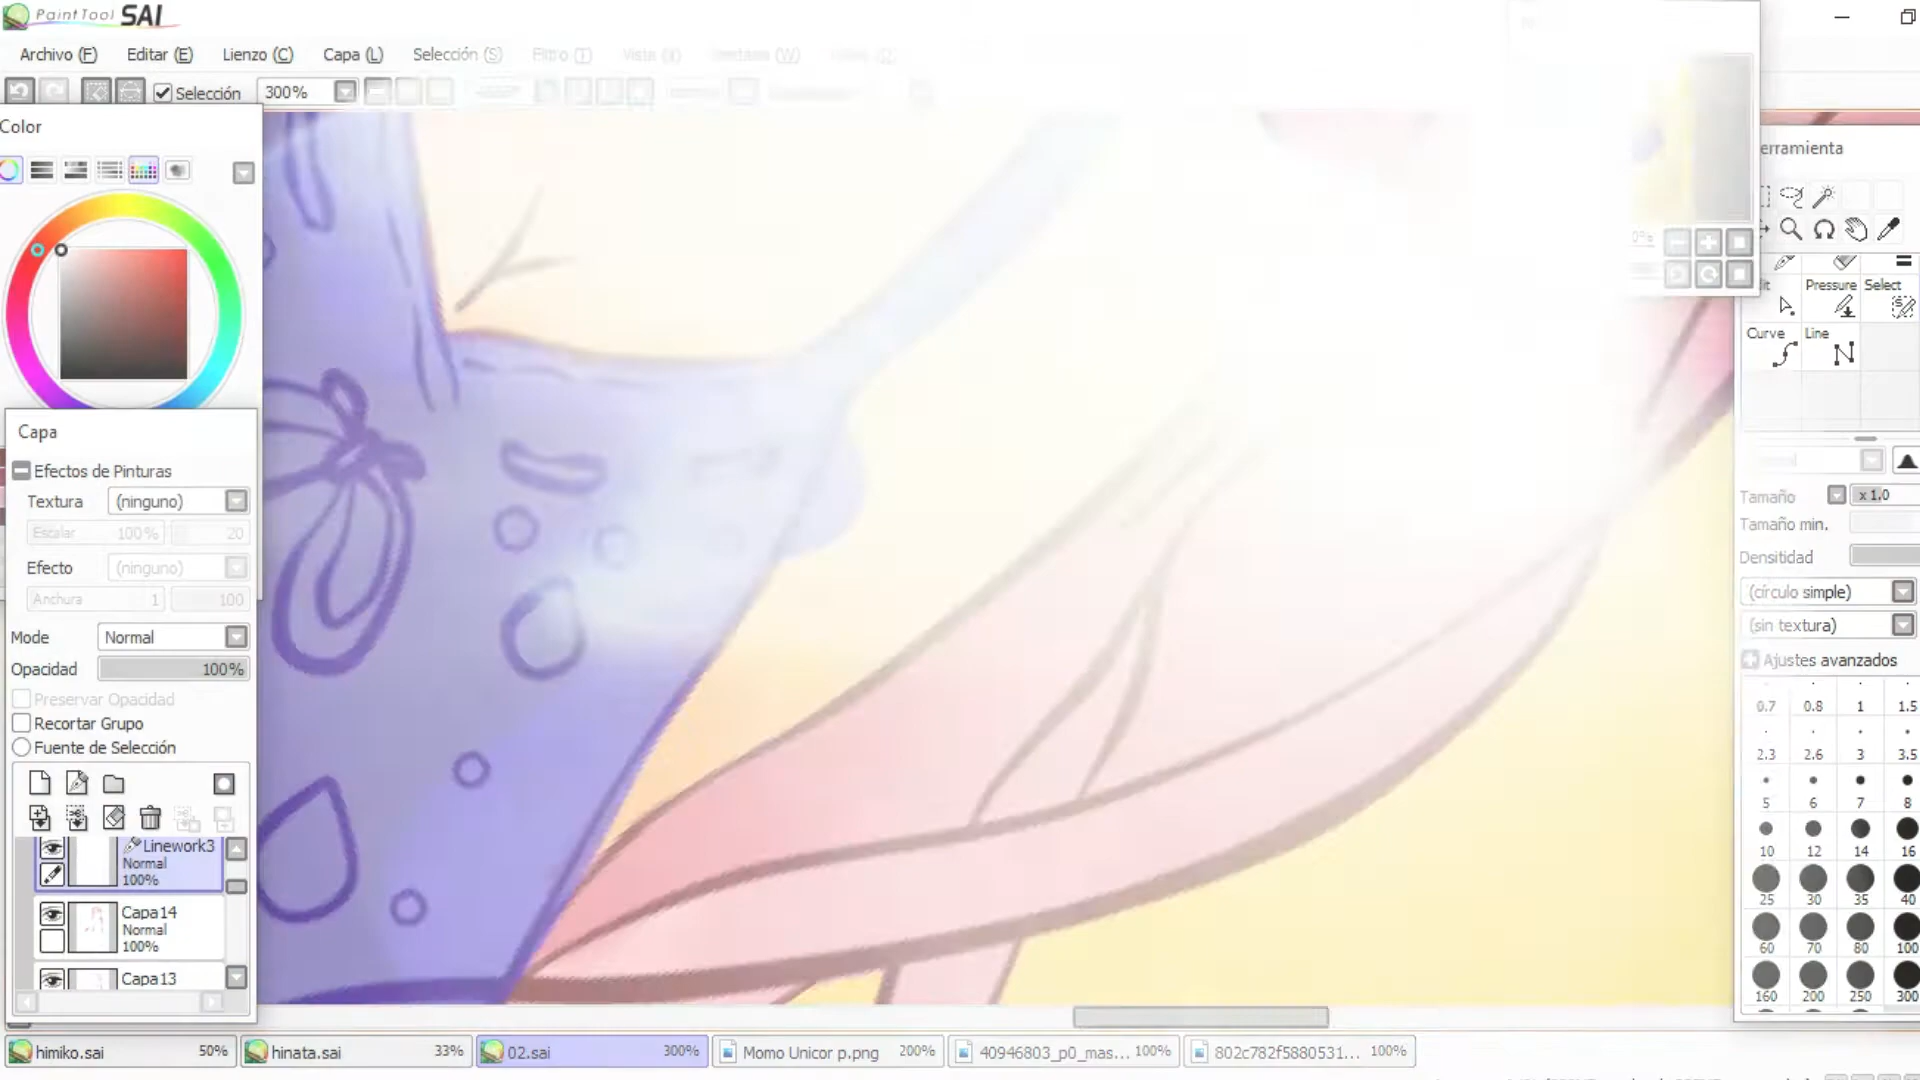 PaintTool SAI
Archivo (F) Editar (E) Lienzo (C) Capa (L) Selección (S) Filtro (T)
Selección 300%
Color
Capa
Efectos de Pinturas
Textura (ninguno)
Escalar 100% 20
Efecto (ninguno)
Anchura 1 100
Mode Normal
Opacidad 100%
Preservar Opacidad
Recortar Grupo
Fuente de Selección
Linework3
Normal
100%
Capa14
Normal
100%
Capa13
erramienta
Pressure Select
Curve Line
Tamaño x 1.0
Tamaño min.
Densitidad
(círculo simple)
(sin textura)
Ajustes avanzados
0.7 0.8 1 1.5
2.3 2.6 3 3.5
5 6 7 8
10 12 14 16
25 30 35 40
60 70 80 100
160 200 250 300
himiko.sai 50% hinata.sai 33% 02.sai 300% Momo Unicor p.png 200% 40946803_p0_mas... 100% 802c782f5880531... 100%